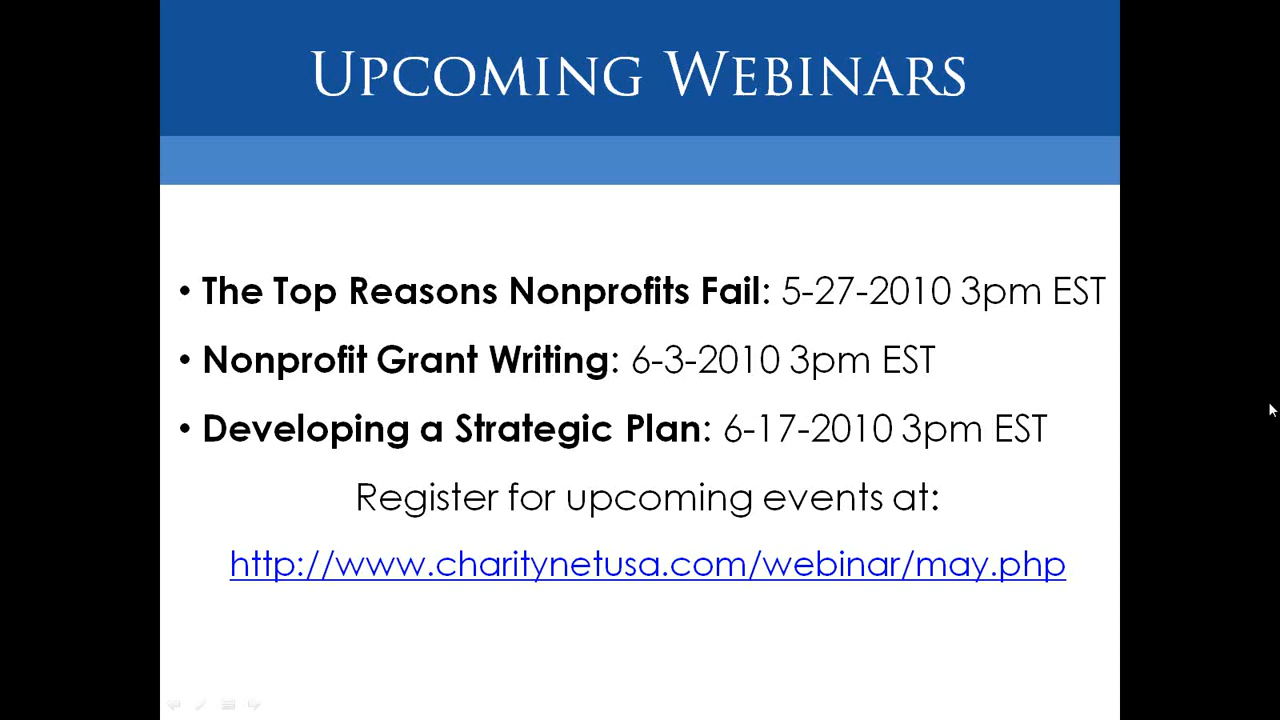 UPCOMING WEBINARS
• The Top Reasons Nonprofits Fail: 5-27-2010 3pm EST
• Nonprofit Grant Writing: 6-3-2010 3pm EST
• Developing a Strategic Plan: 6-17-2010 3pm EST
Register for upcoming events at:
http://www.charitynetusa.com/webinar/may.php